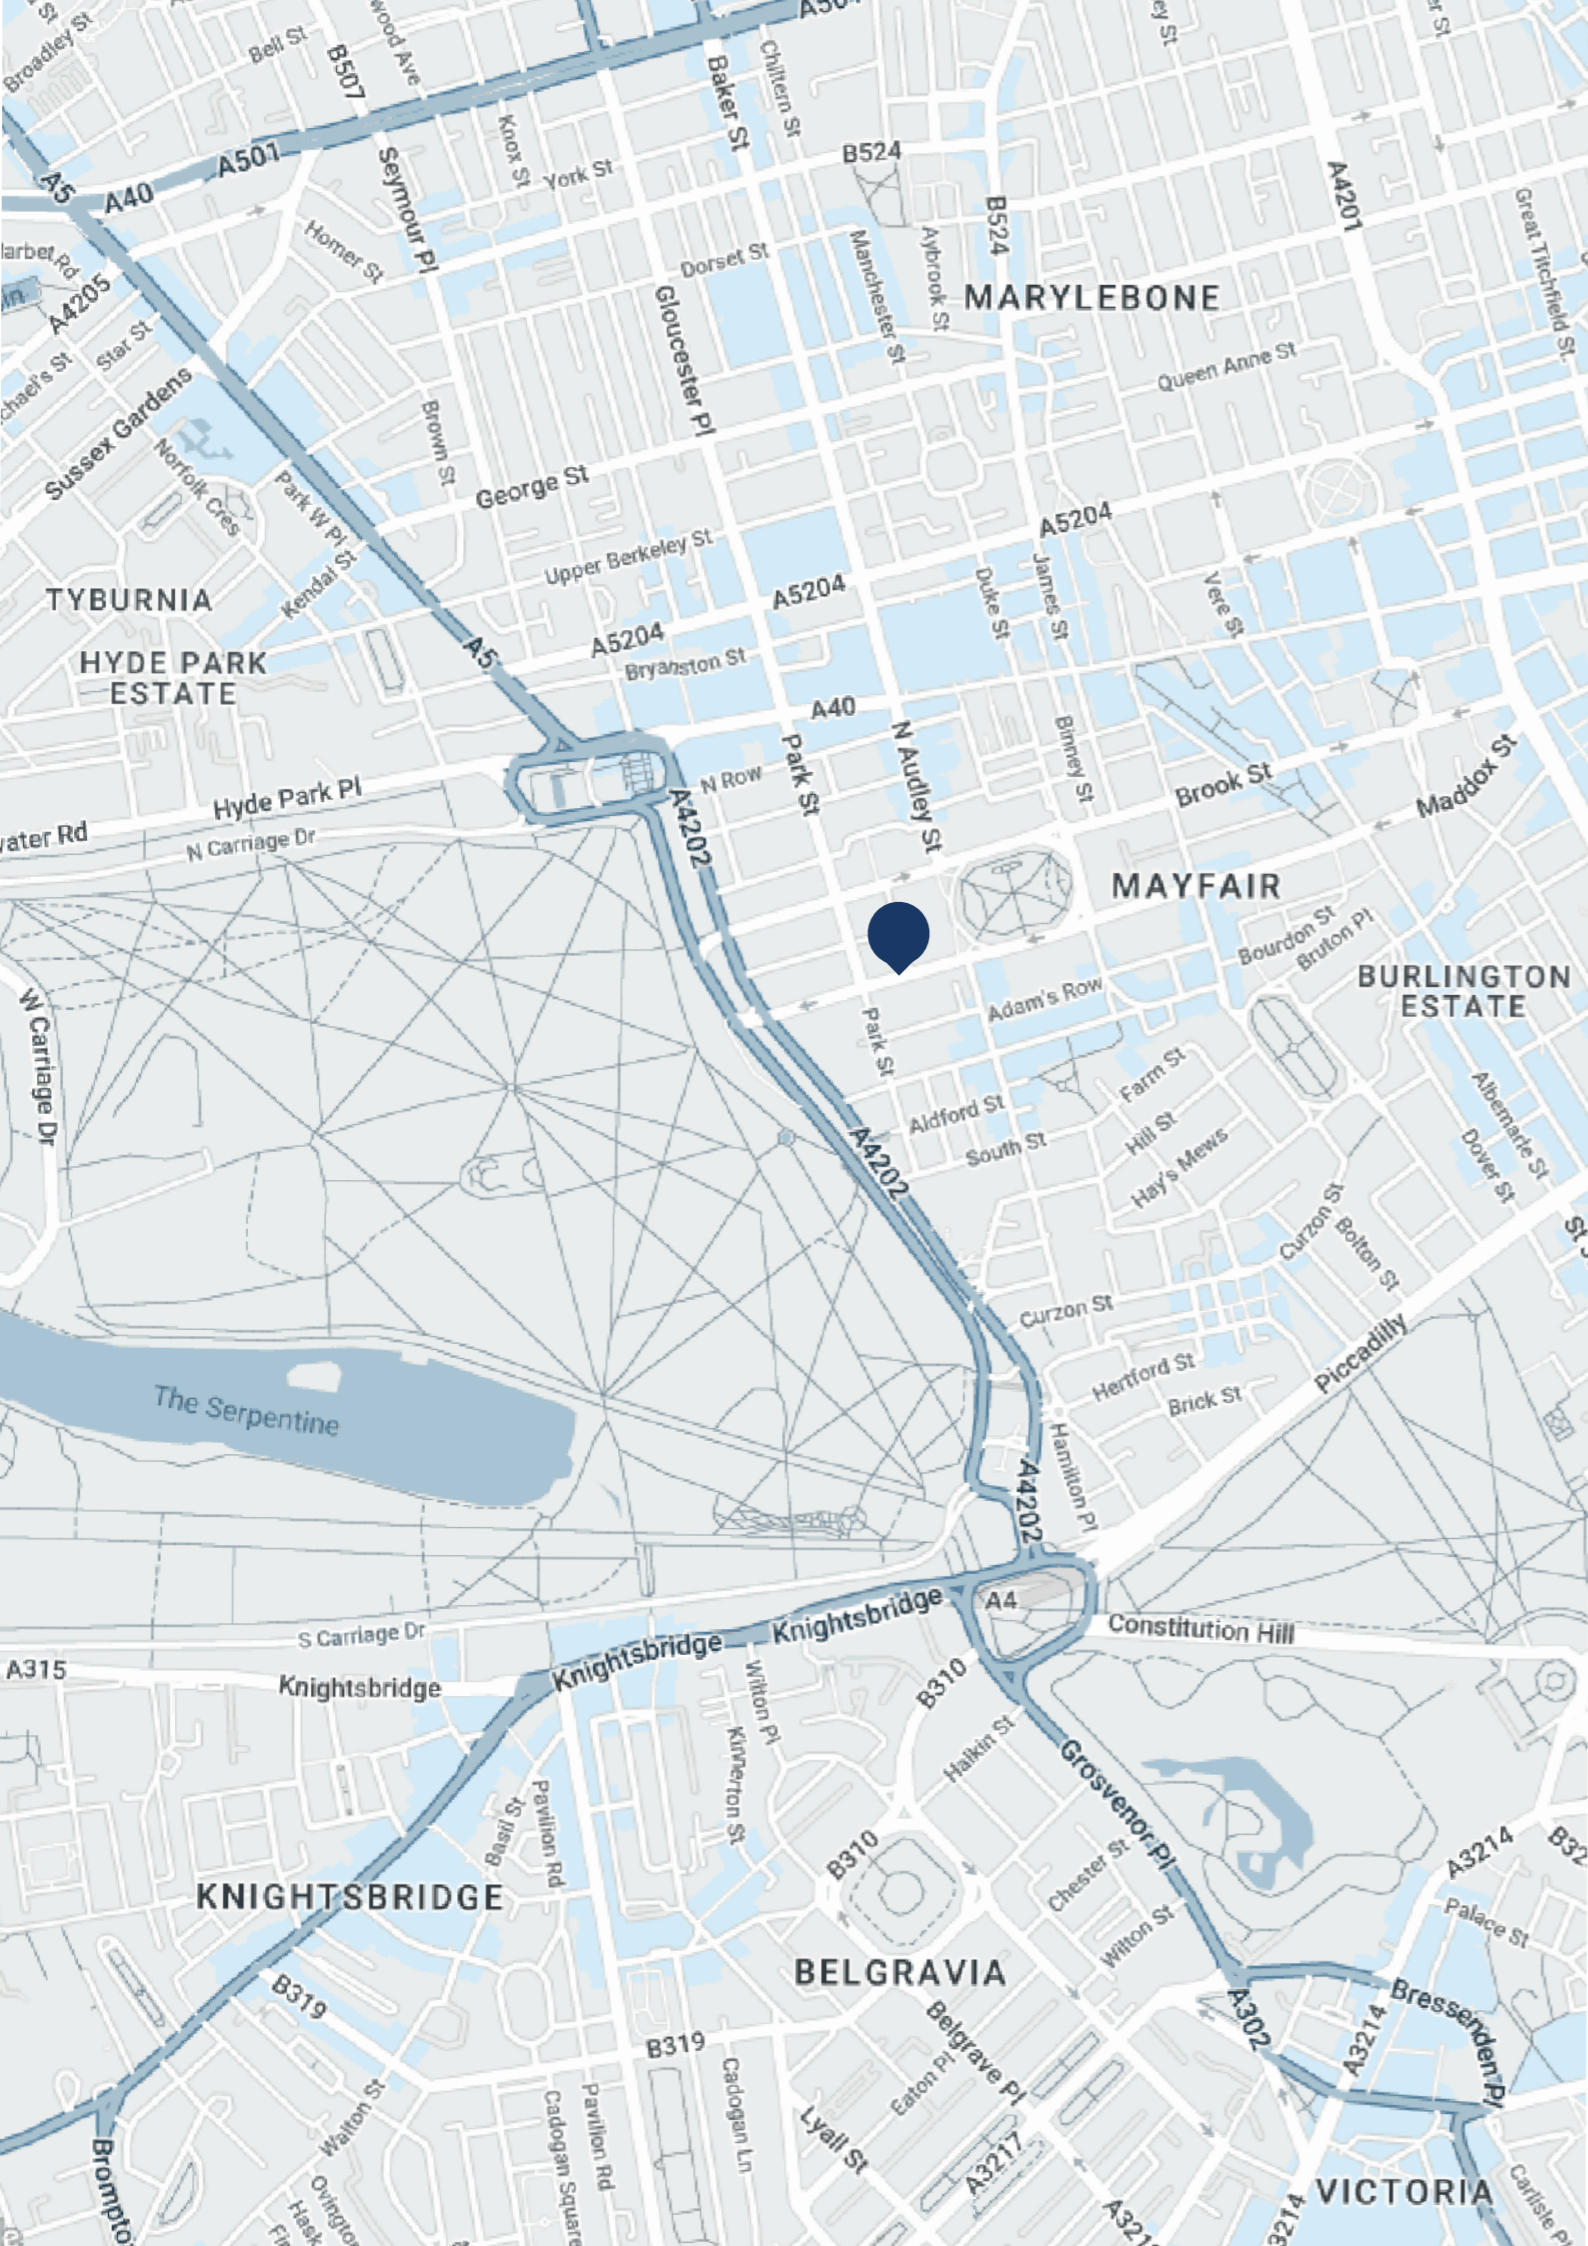 Broadley St
Bell St
B507
Baker St
Chiltern St
A501
Knox St
York St
B524
A5
A40
Seymour Pl
Homer St
Dorset St
Manchester St
Aybrook St
B524
A4201
Great Titchfield St.
A4205
Star St
Gloucester Pl
MARYLEBONE
Queen Anne St
Sussex Gardens
Norfolk Cres
Park W Pl
Brown St
George St
A5204
Kendal St
Upper Berkeley St
A5204
Duke St
James St
Vere St
TYBURNIA
HYDE PARK
ESTATE
A5
A5204
Bryanston St
A40
N Row
Park St
N Audley St
Binney St
Brook St
Maddox St
Hyde Park Pl
N Carriage Dr
A4202
MAYFAIR
Bourdon St
Bruton Pl
BURLINGTON
ESTATE
W Carriage Dr
Park St
Adam's Row
Farm St
Hill St
Hay's Mews
Albemarle St
Dover St
Aldford St
South St
A4202
Curzon St
Bolton St
Curzon St
Hertford St
Brick St
Piccadilly
The Serpentine
Hamilton Pl
A4202
A4
Constitution Hill
S Carriage Dr
Knightsbridge
Knightsbridge
A315
Knightsbridge
B310
Wilton Pl
Kinnerton St
Halkin St
Grosvenor Pl
Basil St
Pavilion Rd
B310
Chester St
Wilton St
A3214
Palace St
KNIGHTSBRIDGE
BELGRAVIA
B319
B319
Belgrave Pl
Eaton Pl
A302
A3214
Bressenden Pl
Walton St
Cadogan Square
Pavilion Rd
Cadogan Ln
Lyall St
A3217
VICTORIA